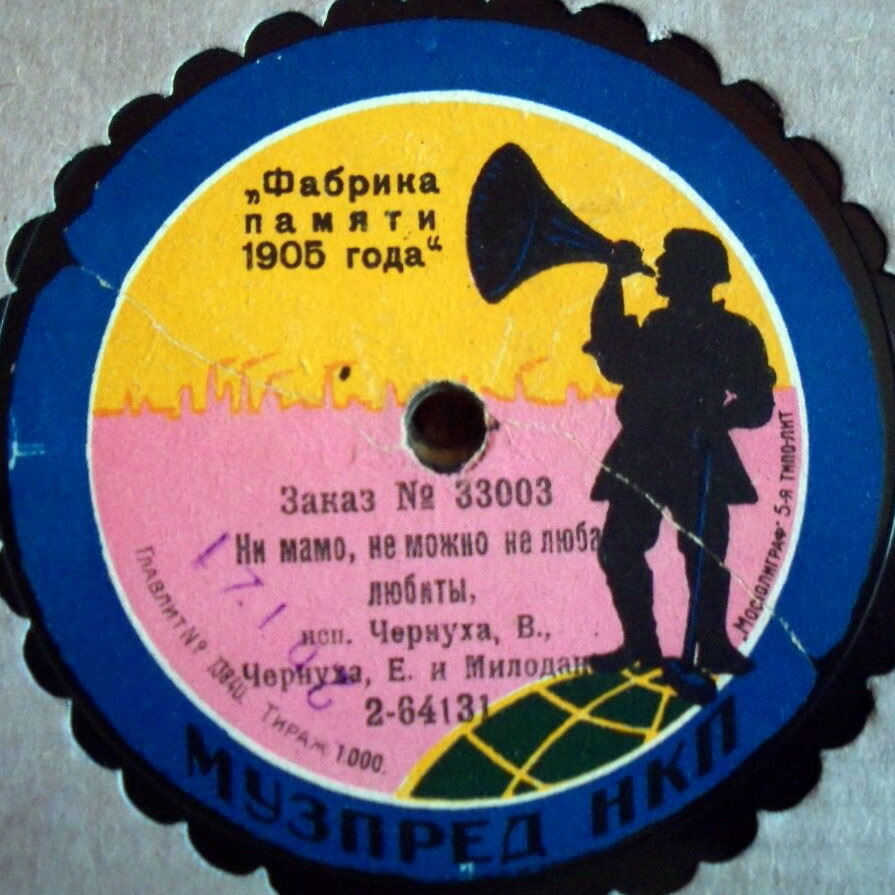 „Фабрика
памяти
1905 года“
Заказ № 33003
Ни мамо, не можно не люба
любиты,
исп. Чернуха, В.,
Чернуха, Е. и Милодан
2-64131
Главлит №
Тираж 1000.
„Мосполиграф“ 5-я типо-лит
МУЗПРЕД НКП